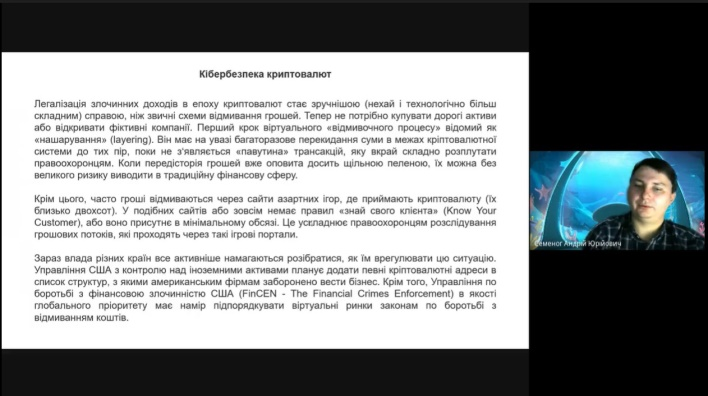 Кібербезпека криптовалют
Легалізація злочинних доходів в епоху криптовалют стає зручнішою (нехай і технологічно більш
складним) справою, ніж звичні схеми відмивання грошей. Тепер не потрібно купувати дорогі активи
або відкривати фіктивні компанії. Перший крок віртуального «відмивочного процесу» відомий як
«нашарування» (layering). Він має на увазі багаторазове перекидання суми в межах кріптовалютної
системи до тих пір, поки не з'являється «павутина» трансакцій, яку вкрай складно розплутати
правоохоронцям. Коли передісторія грошей вже оповита досить щільною пеленою, їх можна без
великого ризику виводити в традиційну фінансову сферу.
Крім цього, часто гроші відмиваються через сайти азартних ігор, де приймають криптовалюту (їх
близько двохсот). У подібних сайтів або зовсім немає правил «знай свого клієнта» (Know Your
Customer), або воно присутнє в мінімальному обсязі. Це ускладнює правоохоронцям розслідування
грошових потоків, які проходять через такі ігрові портали.
Зараз влада різних країн все активніше намагаються розібратися, як їм врегулювати цю ситуацію.
Управління США з контролю над іноземними активами планує додати певні кріптовалютні адреси в
список структур, з якими американським фірмам заборонено вести бізнес. Крім того, Управління по
боротьбі з фінансовою злочинністю США (FinCEN - The Financial Crimes Enforcement) в якості
глобального пріоритету має намір підпорядкувати віртуальні ринки законам по боротьбі з
відмиванням коштів.
Семеног Андрій Юрійович